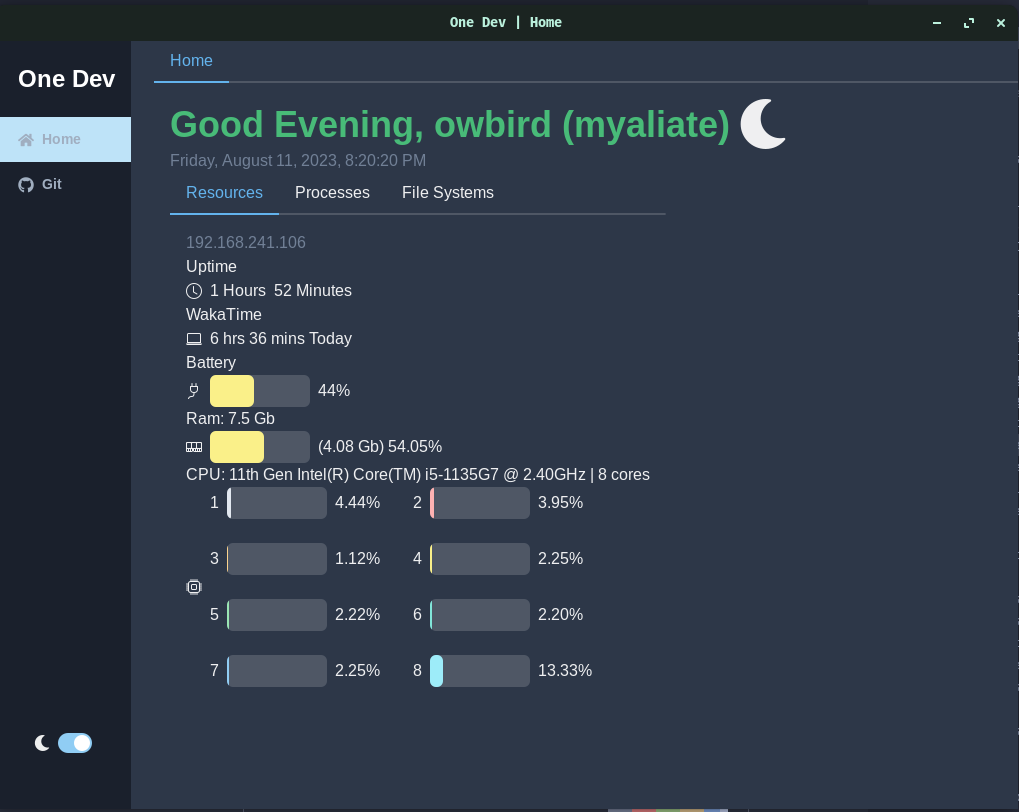 One Dev | Home
One Dev
Home
Git
Home
Good Evening, owbird (myaliate)
Friday, August 11, 2023, 8:20:20 PM
Resources Processes File Systems
192.168.241.106
Uptime
1 Hours 52 Minutes
WakaTime
6 hrs 36 mins Today
Battery
44%
Ram: 7.5 Gb
(4.08 Gb) 54.05%
CPU: 11th Gen Intel(R) Core(TM) i5-1135G7 @ 2.40GHz | 8 cores
1 4.44% 2 3.95%
3 1.12% 4 2.25%
5 2.22% 6 2.20%
7 2.25% 8 13.33%